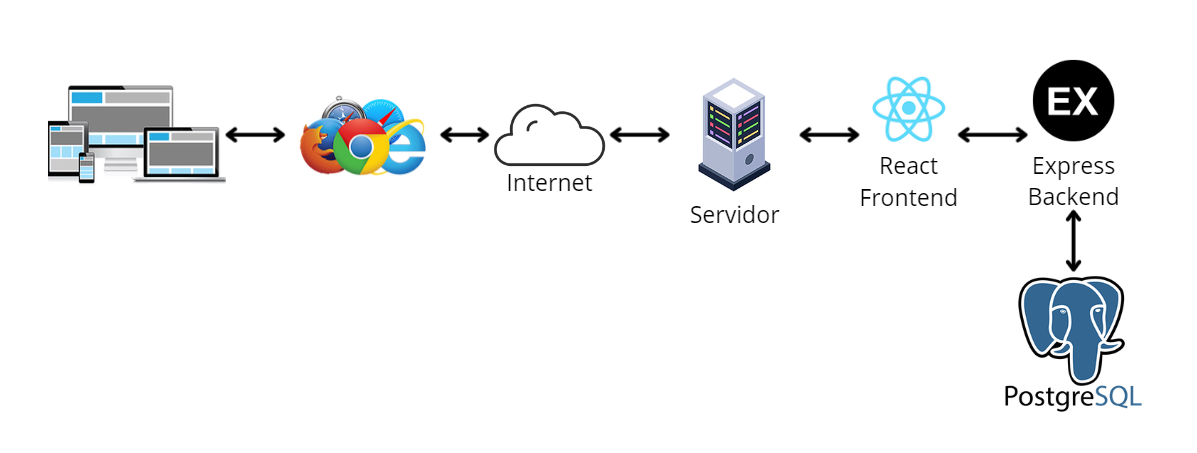 EX
Internet
Servidor
React
Frontend
Express
Backend
PostgreSQL